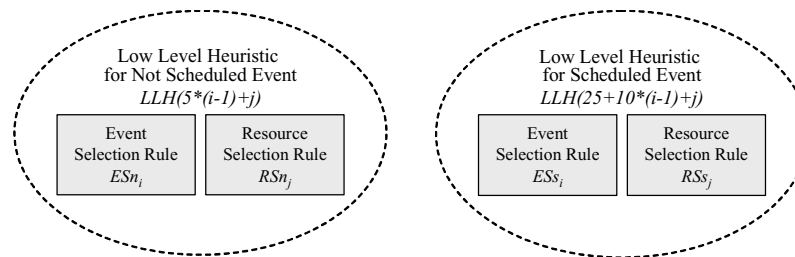 Low Level Heuristic
for Not Scheduled Event
LLH(5*(i-1)+j)
Event
Selection Rule
ESn_i
Resource
Selection Rule
RSn_j
Low Level Heuristic
for Scheduled Event
LLH(25+10*(i-1)+j)
Event
Selection Rule
ESs_i
Resource
Selection Rule
RSs_j